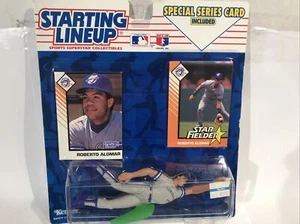 STARTING
LINEUP
SPORTS SUPERSTAR COLLECTIBLES
SPECIAL SERIES CARD
INCLUDED
ROBERTO ALOMAR
STAR
FIELDER
ROBERTO ALOMAR
Kenner